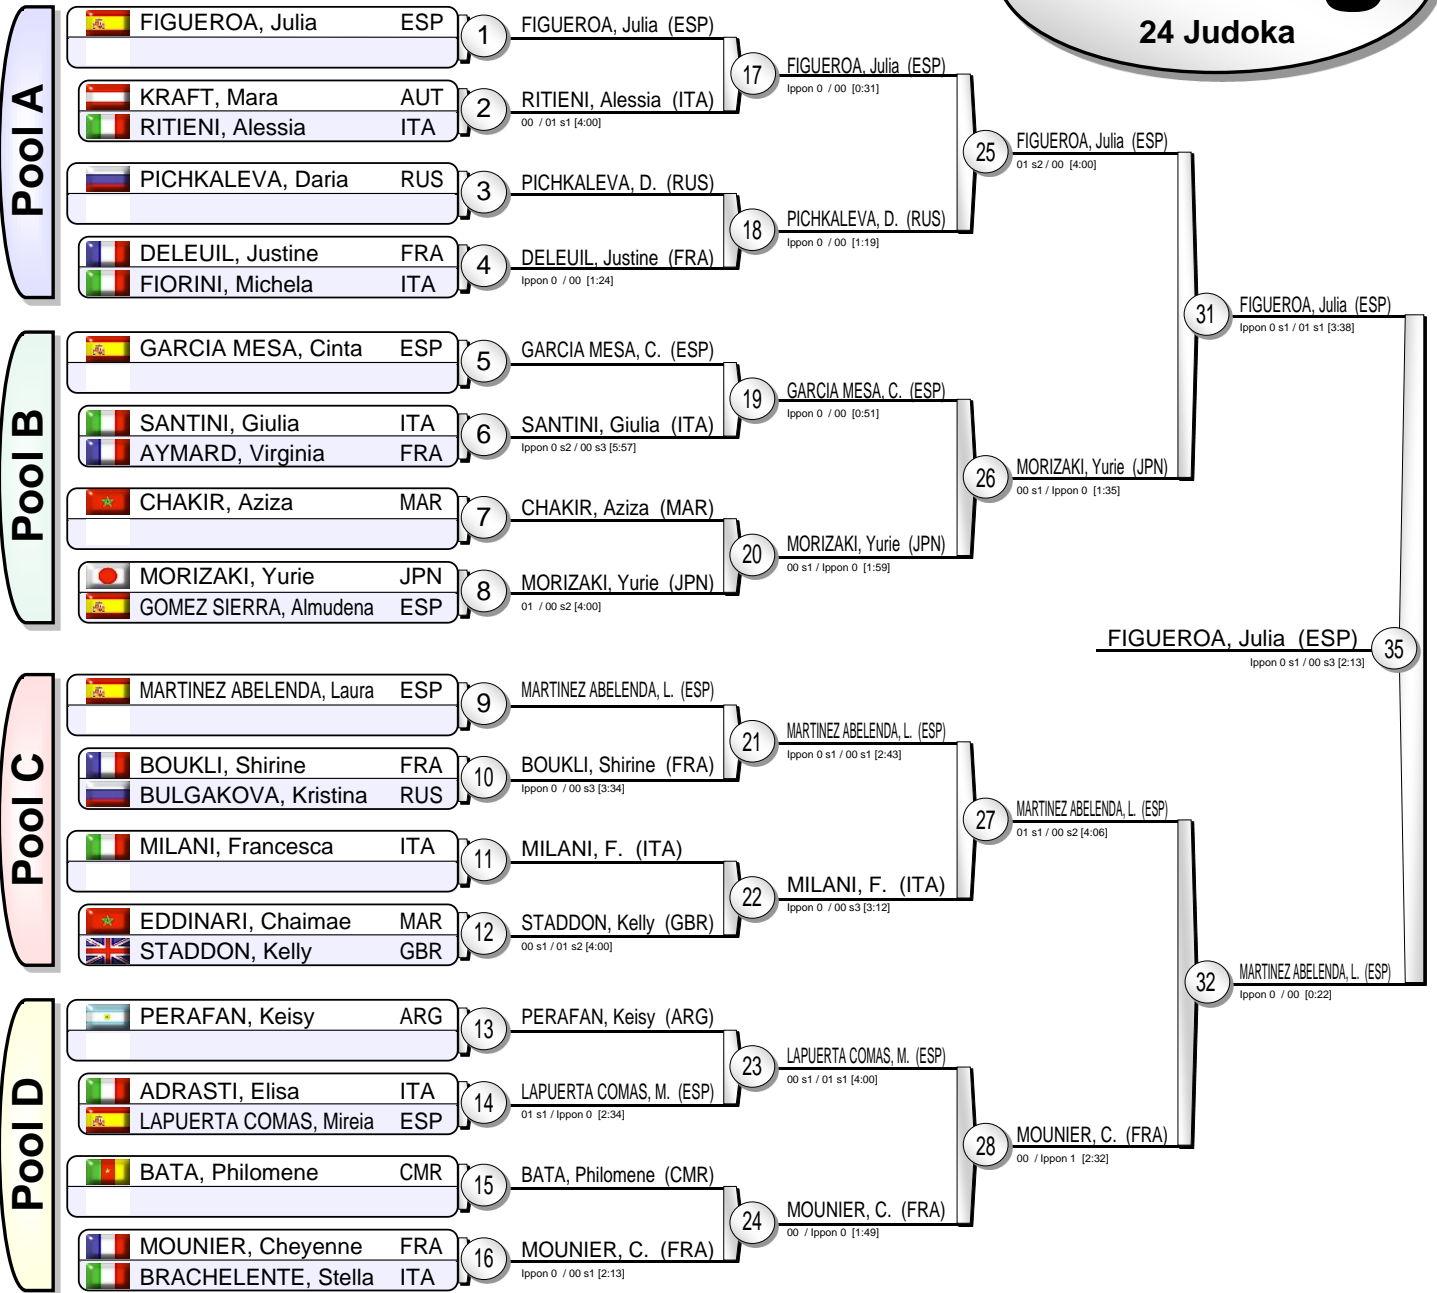 24 Judoka
Pool A
FIGUEROA, Julia ESP
1
KRAFT, Mara AUT
RITIENI, Alessia ITA
2
PICHKALEVA, Daria RUS
3
DELEUIL, Justine FRA
FIORINI, Michela ITA
4
Pool B
GARCIA MESA, Cinta ESP
5
SANTINI, Giulia ITA
AYMARD, Virginia FRA
6
CHAKIR, Aziza MAR
7
MORIZAKI, Yurie JPN
GOMEZ SIERRA, Almudena ESP
8
Pool C
MARTINEZ ABELENDA, Laura ESP
9
BOUKLI, Shirine FRA
BULGAKOVA, Kristina RUS
10
MILANI, Francesca ITA
11
EDDINARI, Chaimae MAR
STADDON, Kelly GBR
12
Pool D
PERAFAN, Keisy ARG
13
ADRASTI, Elisa ITA
LAPUERTA COMAS, Mireia ESP
14
BATA, Philomene CMR
15
MOUNIER, Cheyenne FRA
BRACHELENTE, Stella ITA
16
FIGUEROA, Julia (ESP)
RITIENI, Alessia (ITA)
00 / 01 s1 [4:00]
17
PICHKALEVA, D. (RUS)
DELEUIL, Justine (FRA)
Ippon 0 / 00 [1:24]
18
GARCIA MESA, C. (ESP)
SANTINI, Giulia (ITA)
Ippon 0 s2 / 00 s3 [5:57]
19
CHAKIR, Aziza (MAR)
MORIZAKI, Yurie (JPN)
01 / 00 s2 [4:00]
20
MARTINEZ ABELENDA, L. (ESP)
BOUKLI, Shirine (FRA)
Ippon 0 / 00 s3 [3:34]
21
MILANI, F. (ITA)
STADDON, Kelly (GBR)
00 s1 / 01 s2 [4:00]
22
PERAFAN, Keisy (ARG)
LAPUERTA COMAS, M. (ESP)
01 s1 / Ippon 0 [2:34]
23
BATA, Philomene (CMR)
MOUNIER, C. (FRA)
Ippon 0 / 00 s1 [2:13]
24
FIGUEROA, Julia (ESP)
Ippon 0 / 00 [0:31]
PICHKALEVA, D. (RUS)
Ippon 0 / 00 [1:19]
25
GARCIA MESA, C. (ESP)
Ippon 0 / 00 [0:51]
MORIZAKI, Yurie (JPN)
00 s1 / Ippon 0 [1:59]
26
MARTINEZ ABELENDA, L. (ESP)
Ippon 0 s1 / 00 s1 [2:43]
MILANI, F. (ITA)
Ippon 0 / 00 s3 [3:12]
27
LAPUERTA COMAS, M. (ESP)
00 s1 / 01 s1 [4:00]
MOUNIER, C. (FRA)
00 / Ippon 0 [1:49]
28
FIGUEROA, Julia (ESP)
01 s2 / 00 [4:00]
MORIZAKI, Yurie (JPN)
00 s1 / Ippon 0 [1:35]
31
MARTINEZ ABELENDA, L. (ESP)
01 s1 / 00 s2 [4:06]
MOUNIER, C. (FRA)
00 / Ippon 1 [2:32]
32
FIGUEROA, Julia (ESP)
Ippon 0 s1 / 01 s1 [3:38]
MARTINEZ ABELENDA, L. (ESP)
Ippon 0 / 00 [0:22]
35
FIGUEROA, Julia (ESP)
Ippon 0 s1 / 00 s3 [2:13]